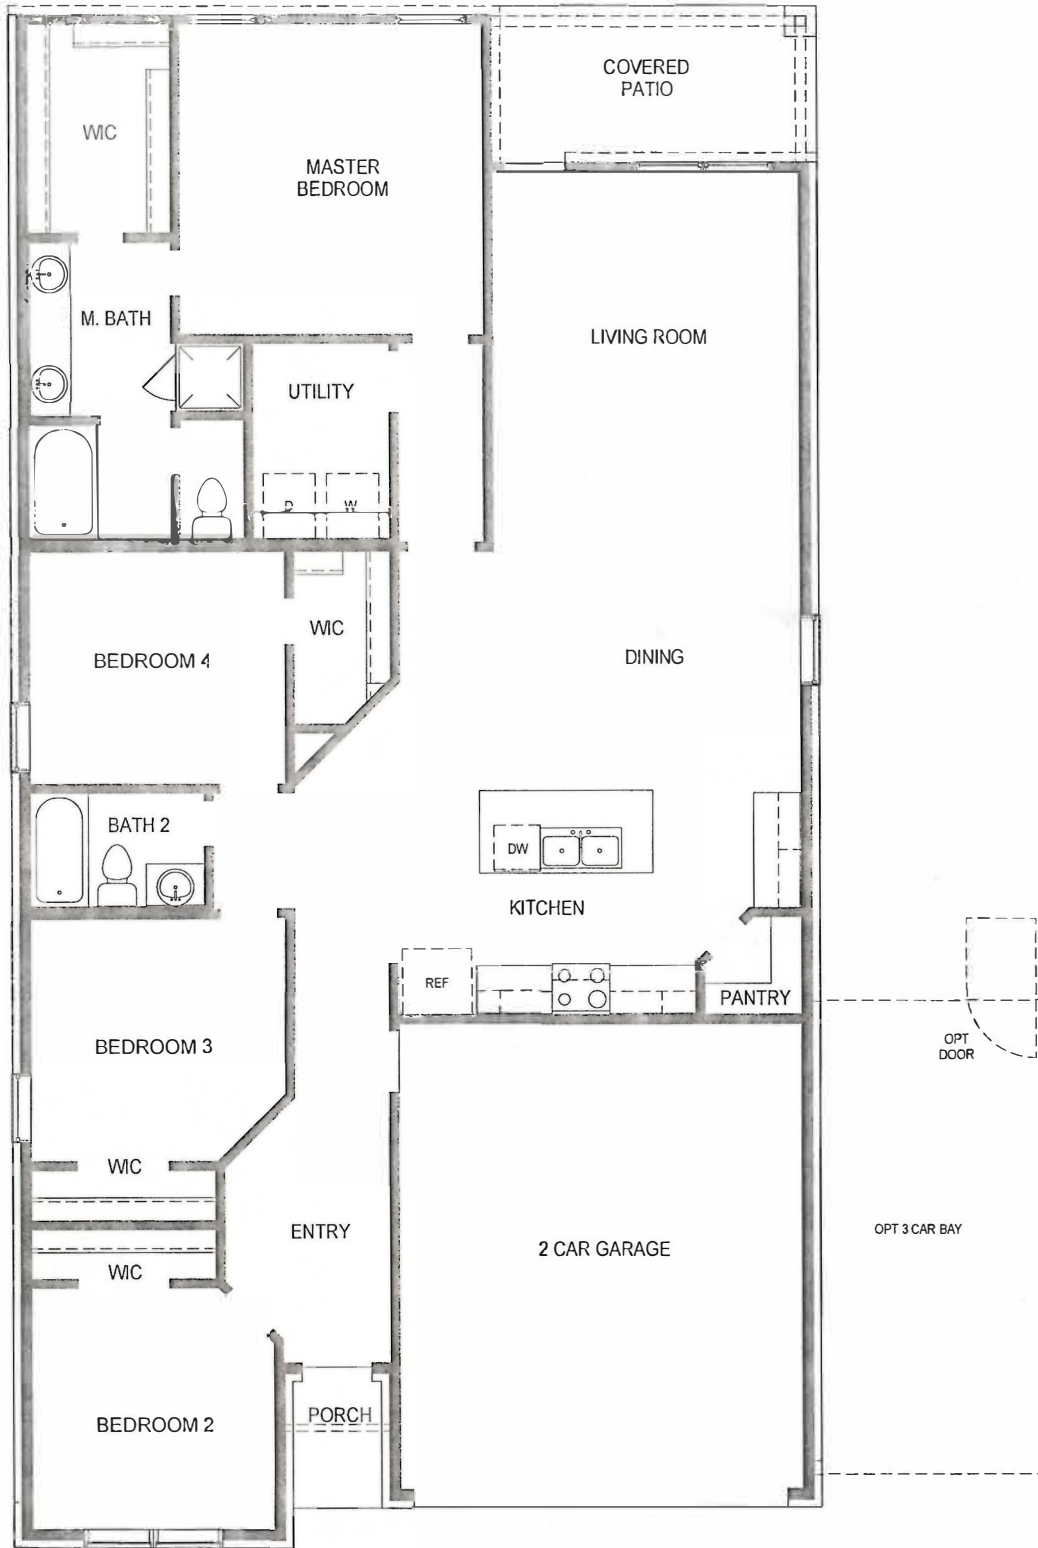 COVERED
PATIO
WIC
MASTER
BEDROOM
M. BATH
LIVING ROOM
UTILITY
D
W
WIC
BEDROOM 4
DINING
BATH 2
DW
KITCHEN
REF
PANTRY
OPT
DOOR
BEDROOM 3
WIC
ENTRY
2 CAR GARAGE
OPT 3 CAR BAY
WIC
PORCH
BEDROOM 2